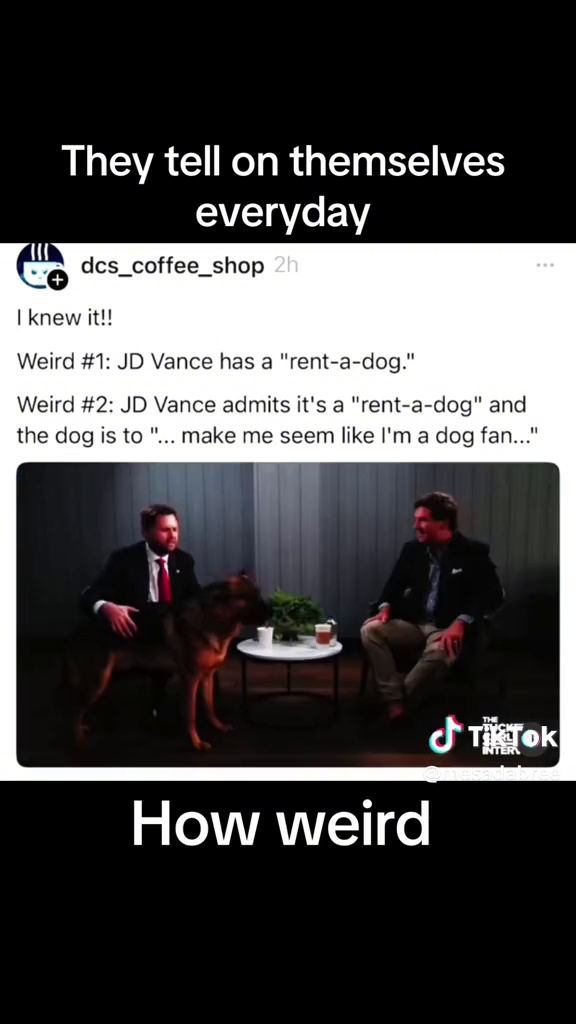 They tell on themselves
everyday
dcs_coffee_shop 2h
I knew it!!
Weird #1: JD Vance has a "rent-a-dog."
Weird #2: JD Vance admits it's a "rent-a-dog" and
the dog is to "... make me seem like I'm a dog fan..."
TikTok
THE
INTERV
How weird